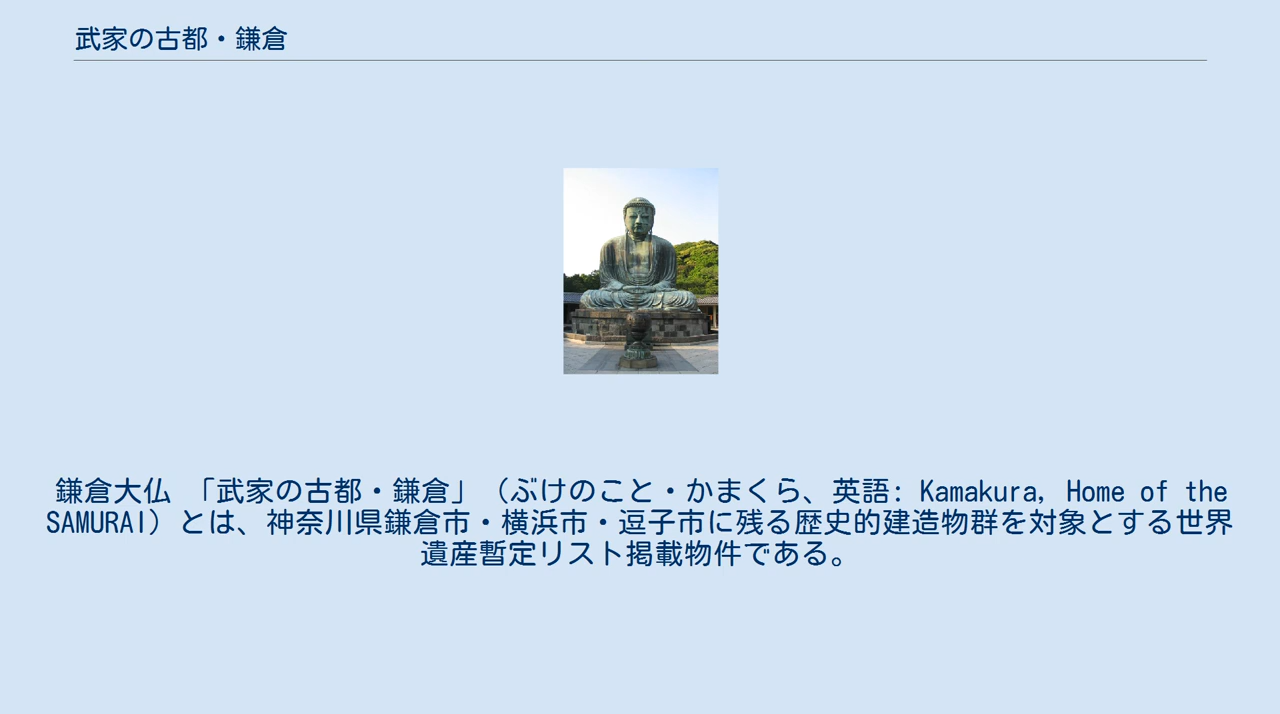 武家の古都・鎌倉
鎌倉大仏 「武家の古都・鎌倉」（ぶけのこと・かまくら、英語: Kamakura, Home of the
SAMURAI）とは、神奈川県鎌倉市・横浜市・逗子市に残る歴史的建造物群を対象とする世界
遺産暫定リスト掲載物件である。